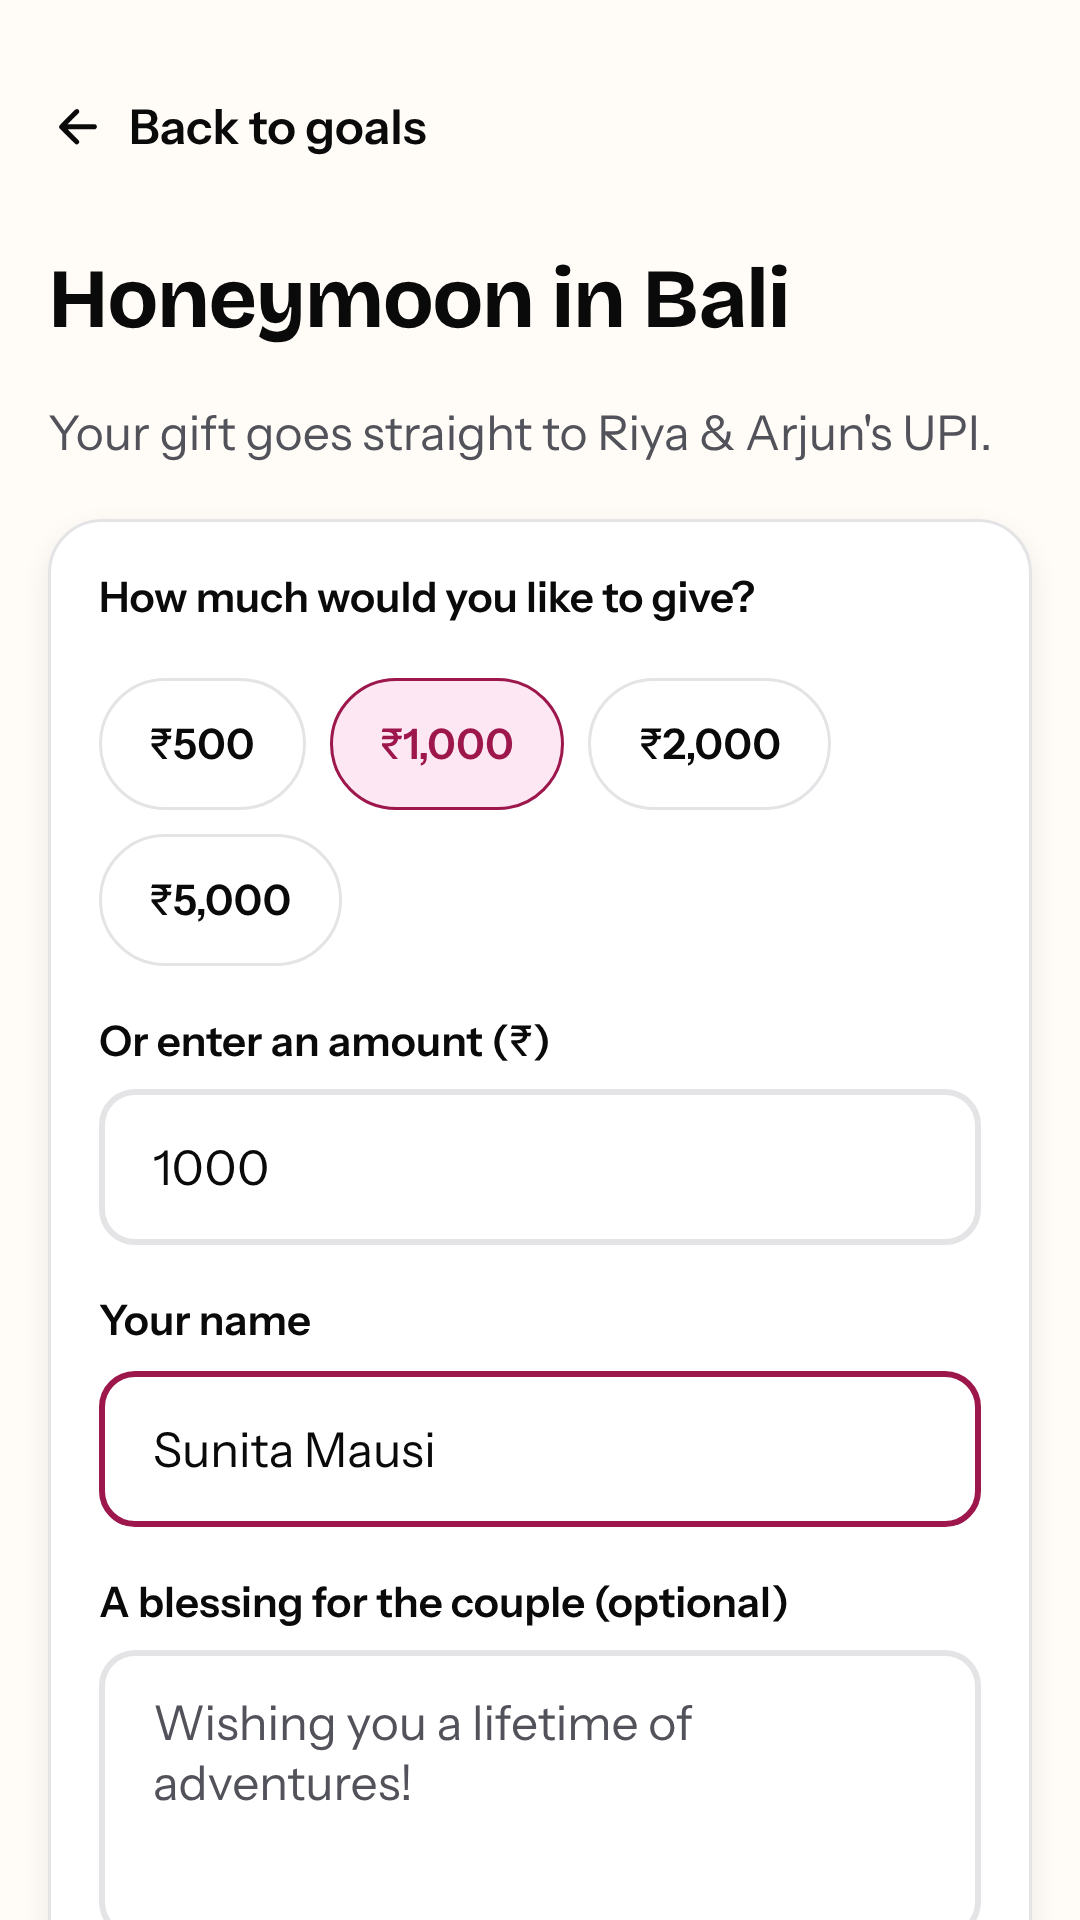 Back to goals
Honeymoon in Bali
Your gift goes straight to Riya & Arjun's UPI.
How much would you like to give?
₹500
₹1,000
₹2,000
₹5,000
Or enter an amount (₹)
1000
Your name
Sunita Mausi
A blessing for the couple (optional)
Wishing you a lifetime of
adventures!